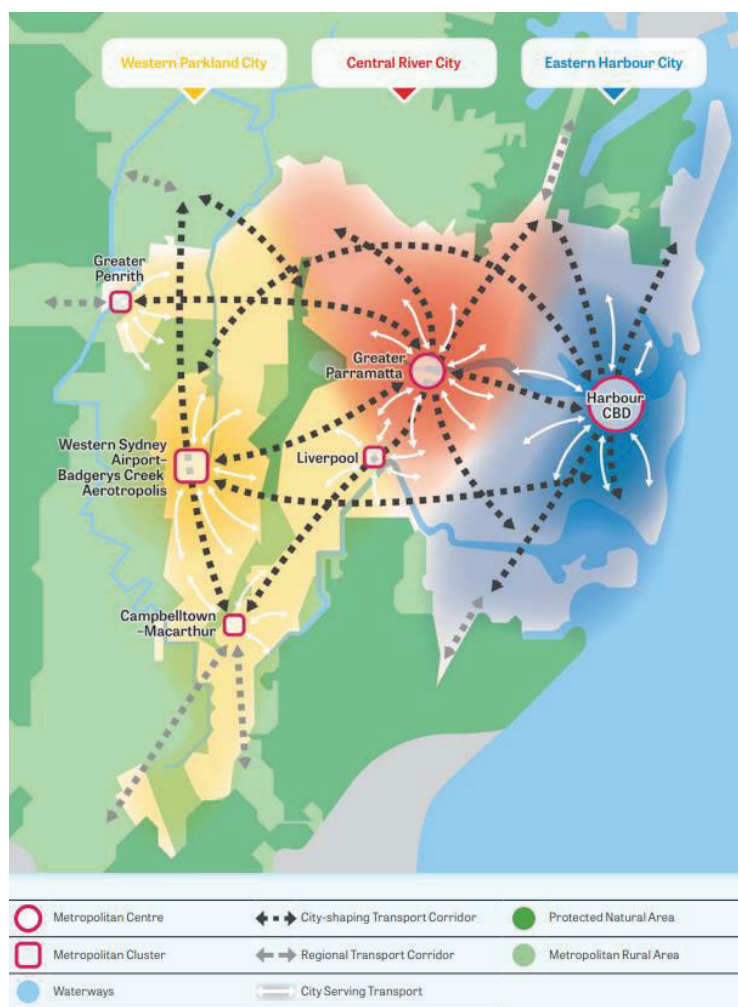 Western Parkland City
Central River City
Eastern Harbour City
Greater
Penrith
Greater
Parramatta
Harbour
CBD
Western Sydney
Airport–
Badgerys Creek
Aerotropolis
Liverpool
Campbelltown
–Macarthur
Metropolitan Centre
City-shaping Transport Corridor
Protected Natural Area
Metropolitan Cluster
Regional Transport Corridor
Metropolitan Rural Area
Waterways
City Serving Transport